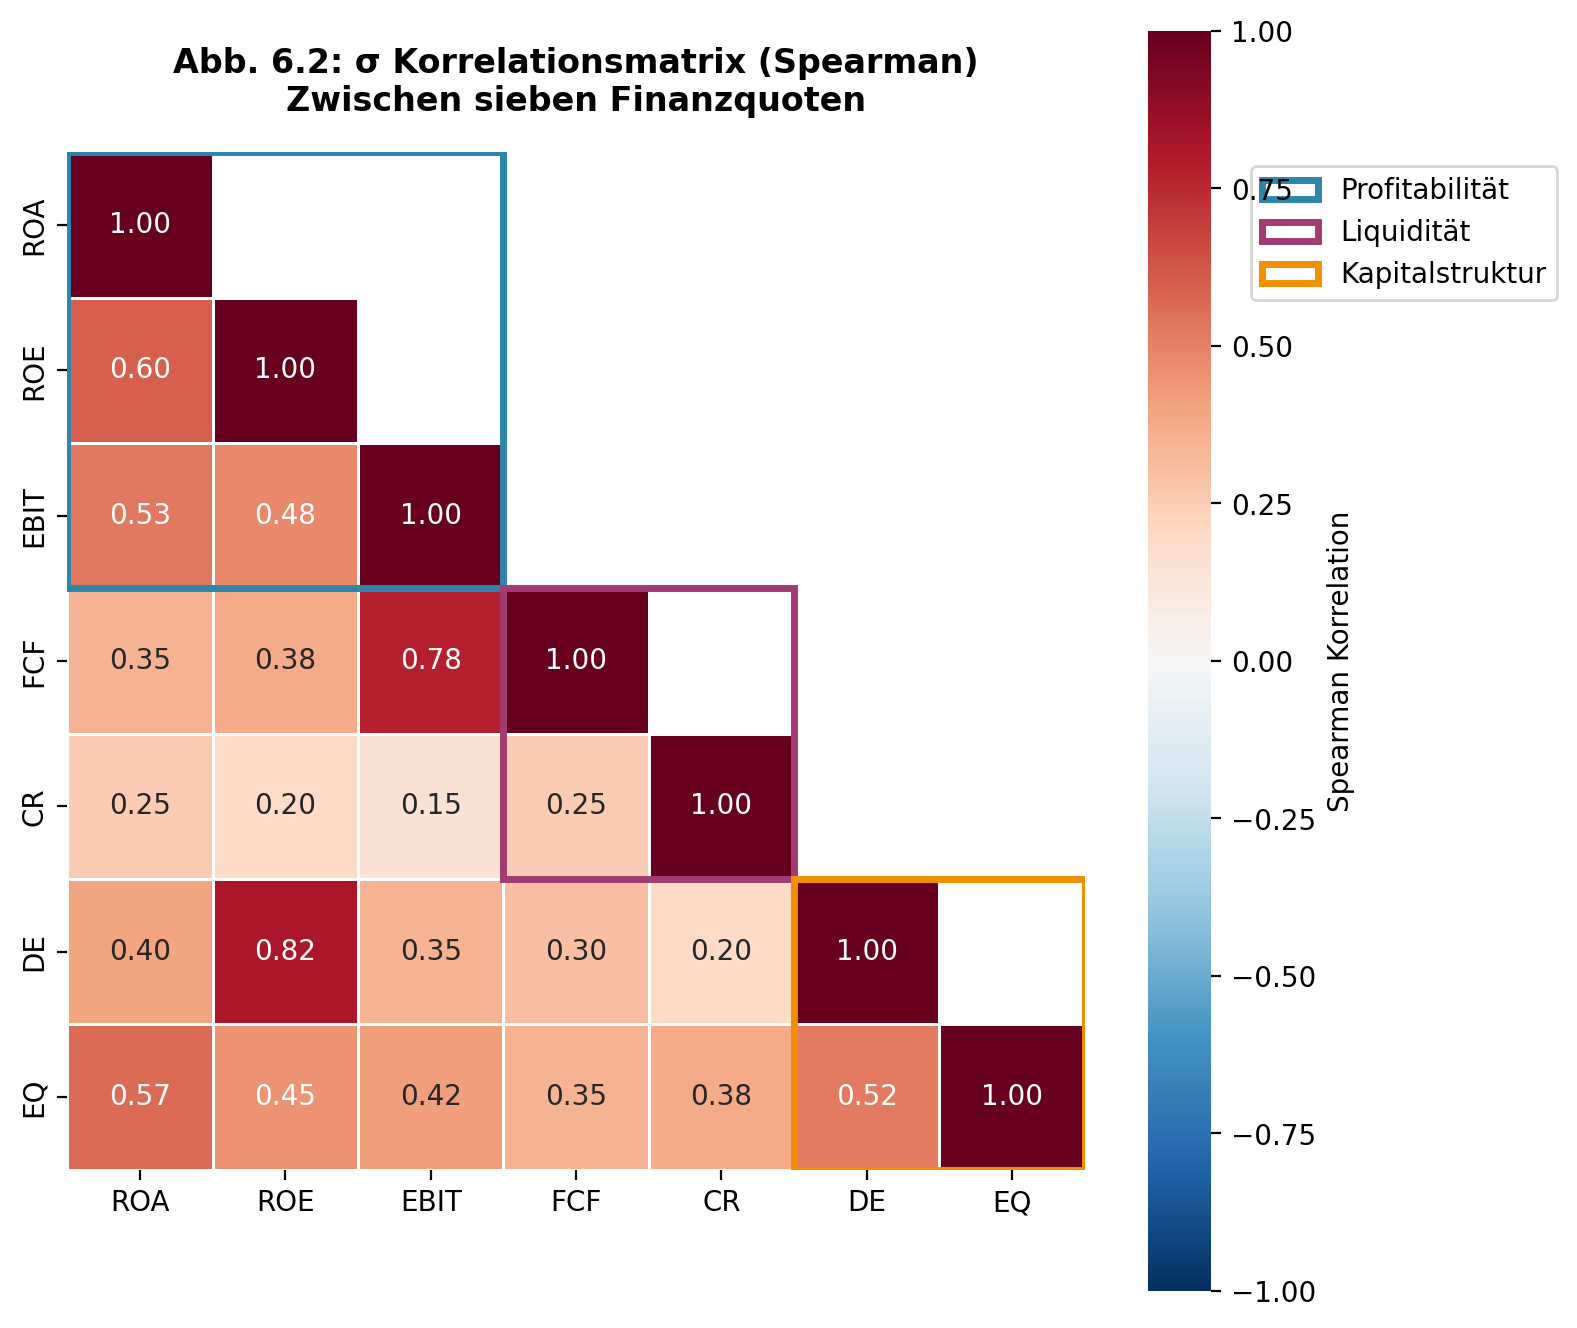 Abb. 6.2: σ Korrelationsmatrix (Spearman)
Zwischen sieben Finanzquoten
ROA
1.00
ROE
0.60 1.00
EBIT
0.53 0.48 1.00
FCF
0.35 0.38 0.78 1.00
CR
0.25 0.20 0.15 0.25 1.00
DE
0.40 0.82 0.35 0.30 0.20 1.00
EQ
0.57 0.45 0.42 0.35 0.38 0.52 1.00
ROA ROE EBIT FCF CR DE EQ
1.00
0.75
0.50
0.25
0.00
−0.25
−0.50
−0.75
−1.00
Spearman Korrelation
Profitabilität
Liquidität
Kapitalstruktur